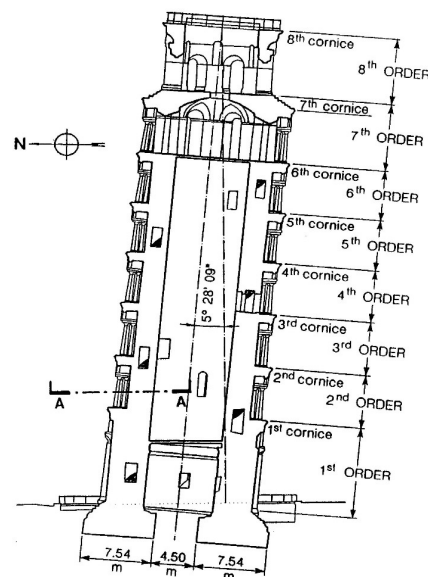 8th cornice
8th ORDER
7th cornice
7th ORDER
N
6th cornice
6th ORDER
5th cornice
5th ORDER
4th cornice
4th ORDER
5° 28' 09"
3rd cornice
3rd ORDER
2nd cornice
2nd ORDER
A A
1st cornice
1st ORDER
7.54 4.50 7.54
m m m